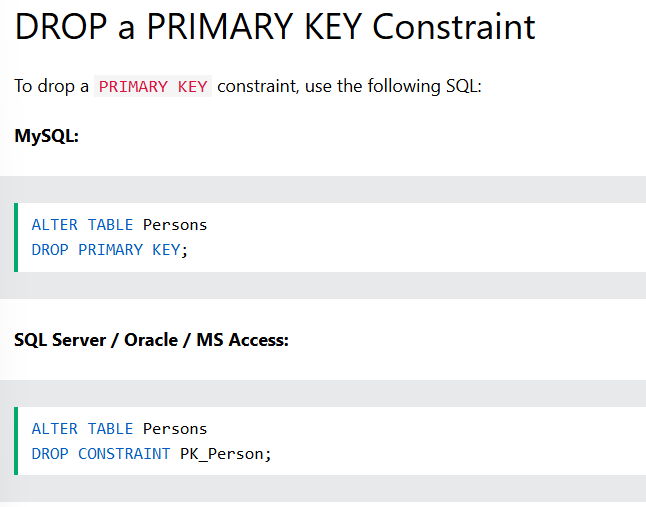 DROP a PRIMARY KEY Constraint
To drop a PRIMARY KEY constraint, use the following SQL:
MySQL:
ALTER TABLE Persons
DROP PRIMARY KEY;
SQL Server / Oracle / MS Access:
ALTER TABLE Persons
DROP CONSTRAINT PK_Person;